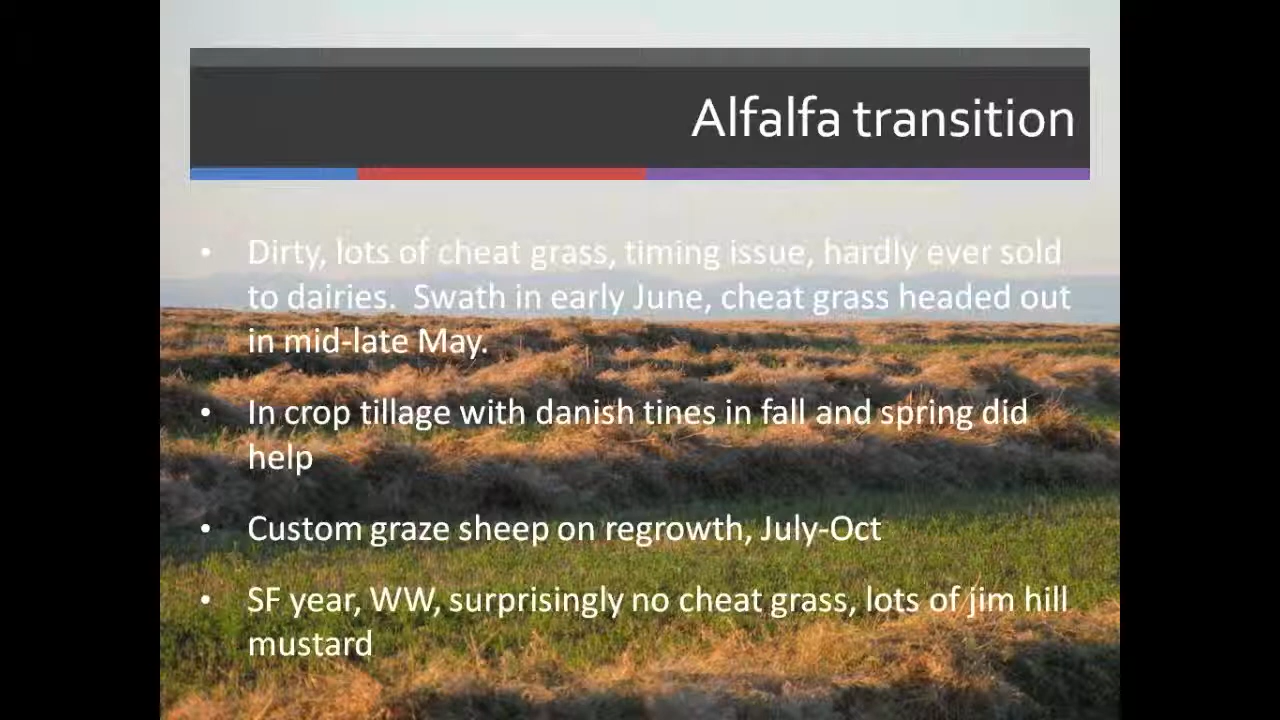 Alfalfa transition
• Dirty, lots of cheat grass, timing issue, hardly ever sold
to dairies.  Swath in early June, cheat grass headed out
in mid-late May.
• In crop tillage with danish tines in fall and spring did
help
• Custom graze sheep on regrowth, July-Oct
• SF year, WW, surprisingly no cheat grass, lots of jim hill
mustard